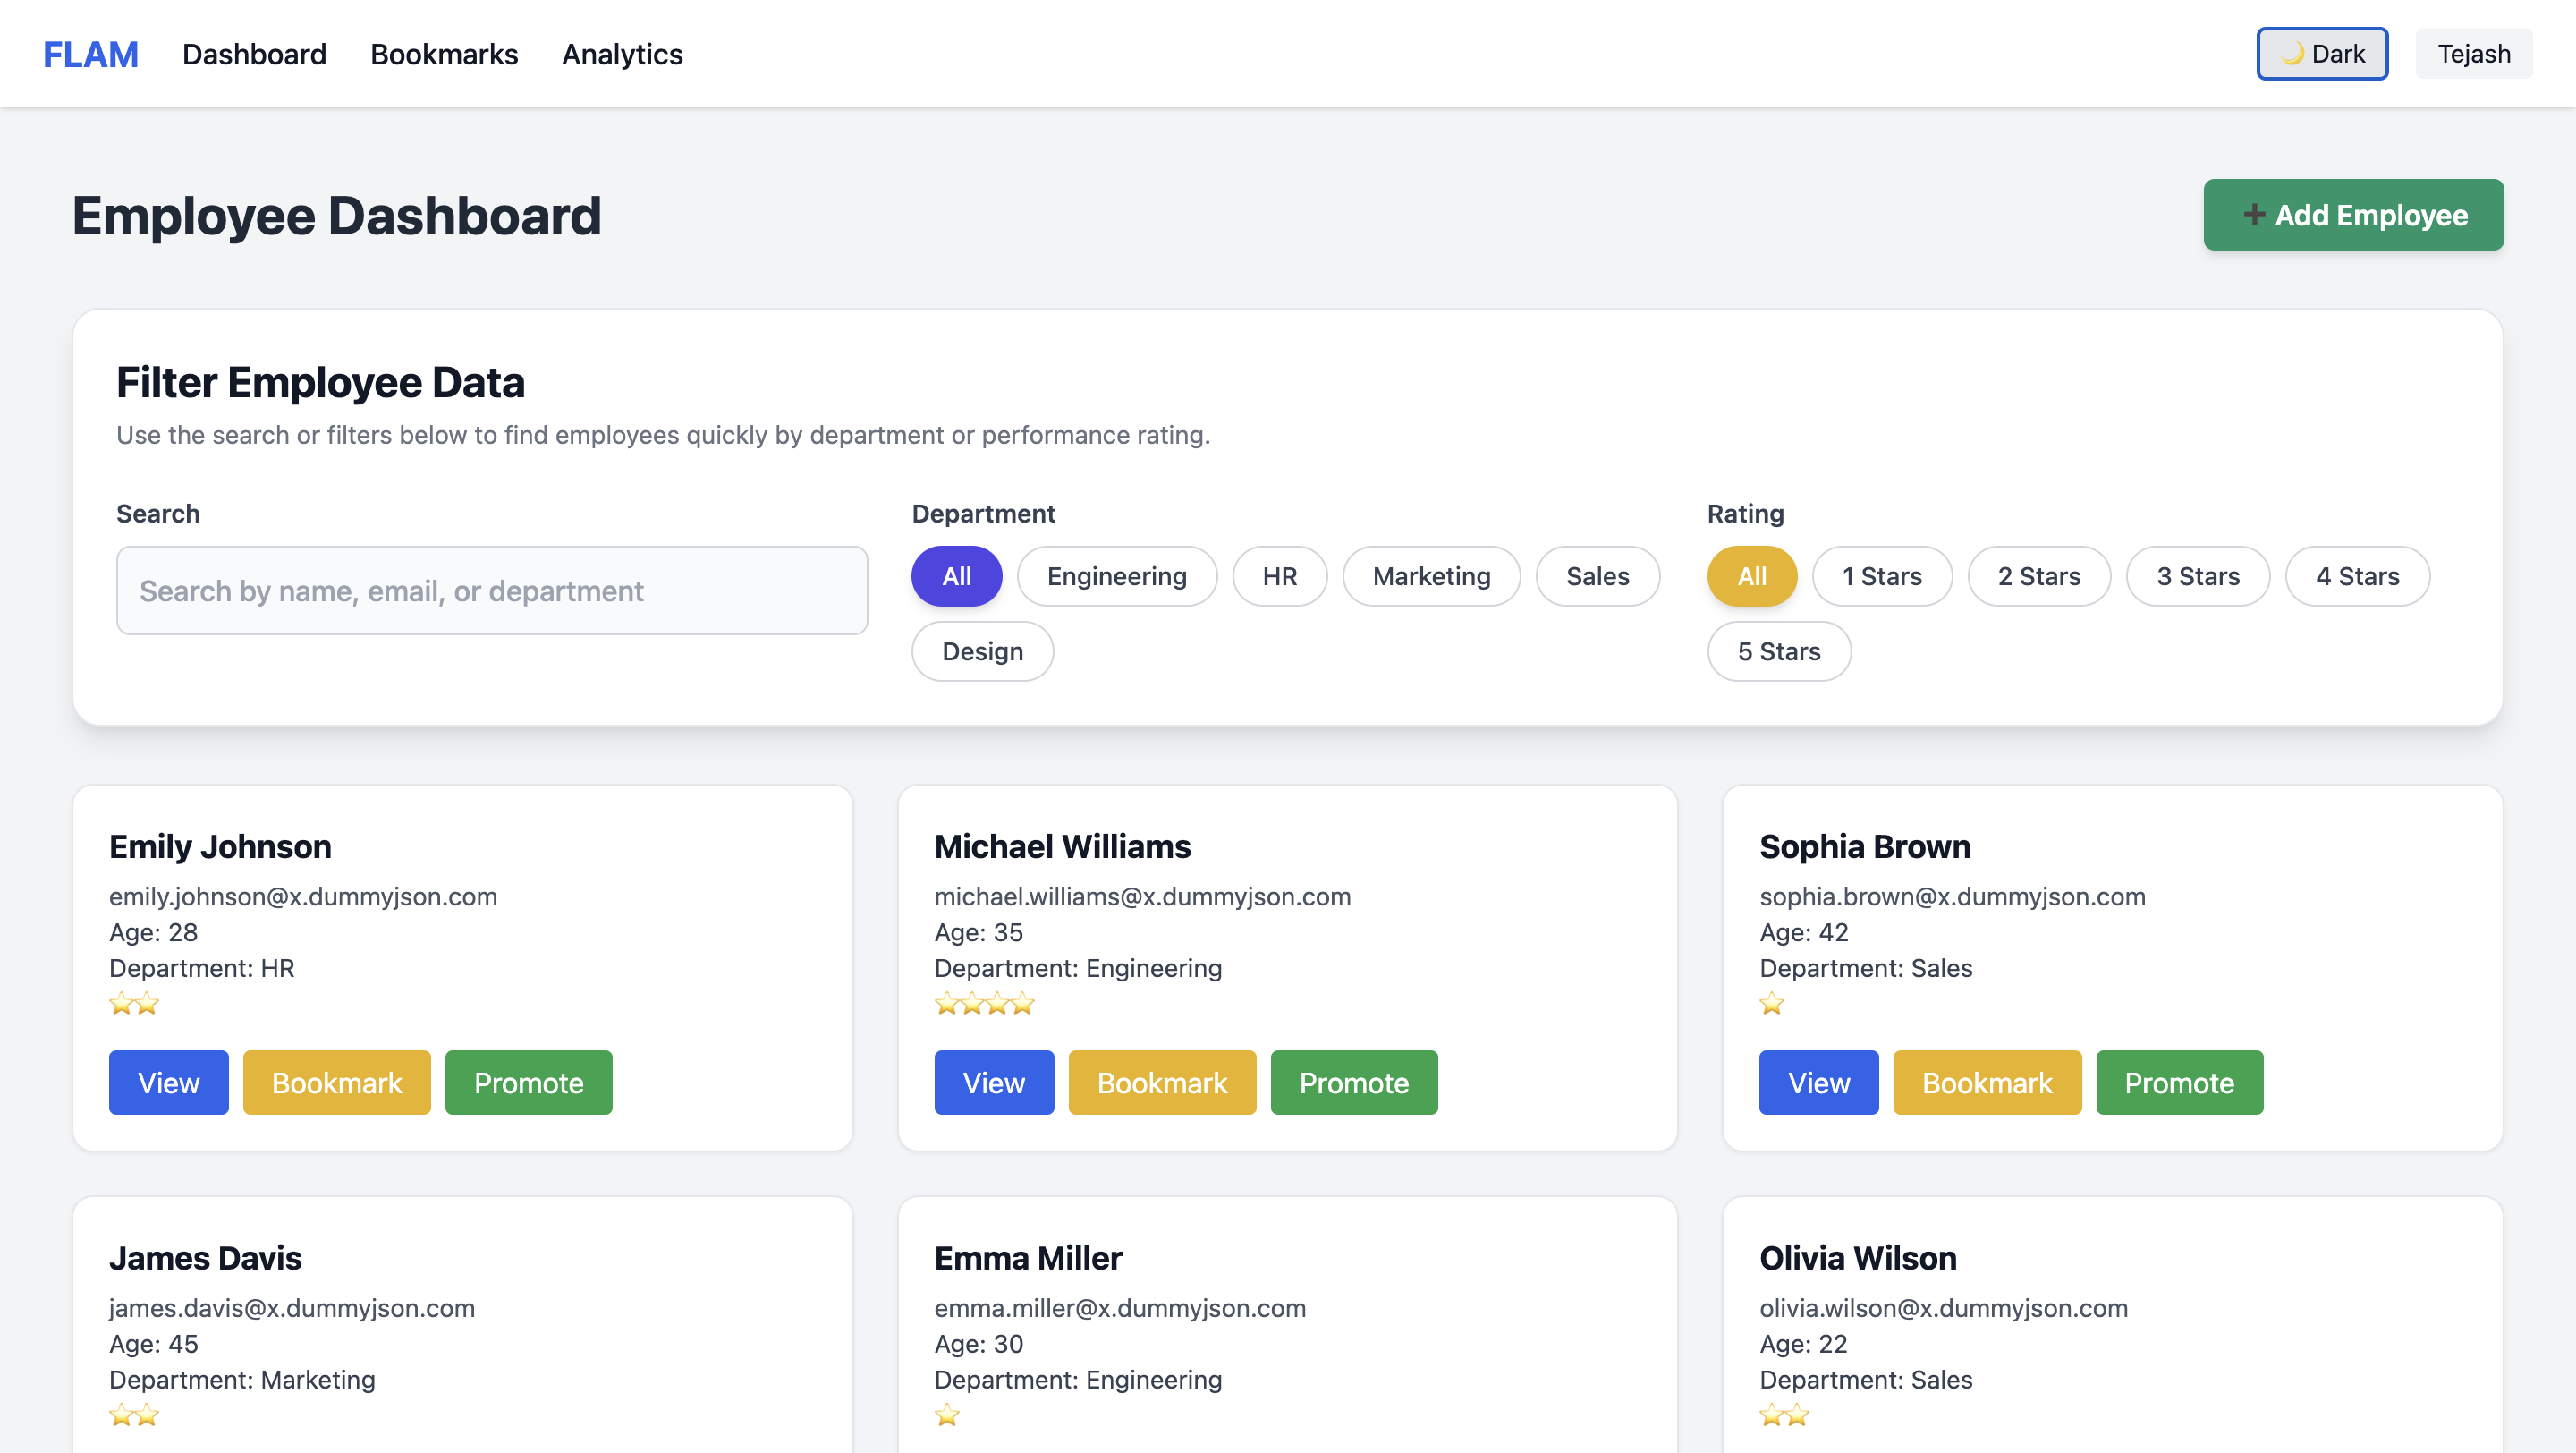 FLAM Dashboard Bookmarks Analytics 🌙 Dark Tejash
Employee Dashboard ➕ Add Employee
Filter Employee Data
Use the search or filters below to find employees quickly by department or performance rating.
Search Department Rating
Search by name, email, or department
All Engineering HR Marketing Sales
Design
All 1 Stars 2 Stars 3 Stars 4 Stars
5 Stars
Emily Johnson
emily.johnson@x.dummyjson.com
Age: 28
Department: HR
⭐⭐
View Bookmark Promote
Michael Williams
michael.williams@x.dummyjson.com
Age: 35
Department: Engineering
⭐⭐⭐⭐
View Bookmark Promote
Sophia Brown
sophia.brown@x.dummyjson.com
Age: 42
Department: Sales
⭐
View Bookmark Promote
James Davis
james.davis@x.dummyjson.com
Age: 45
Department: Marketing
⭐⭐
Emma Miller
emma.miller@x.dummyjson.com
Age: 30
Department: Engineering
⭐
Olivia Wilson
olivia.wilson@x.dummyjson.com
Age: 22
Department: Sales
⭐⭐